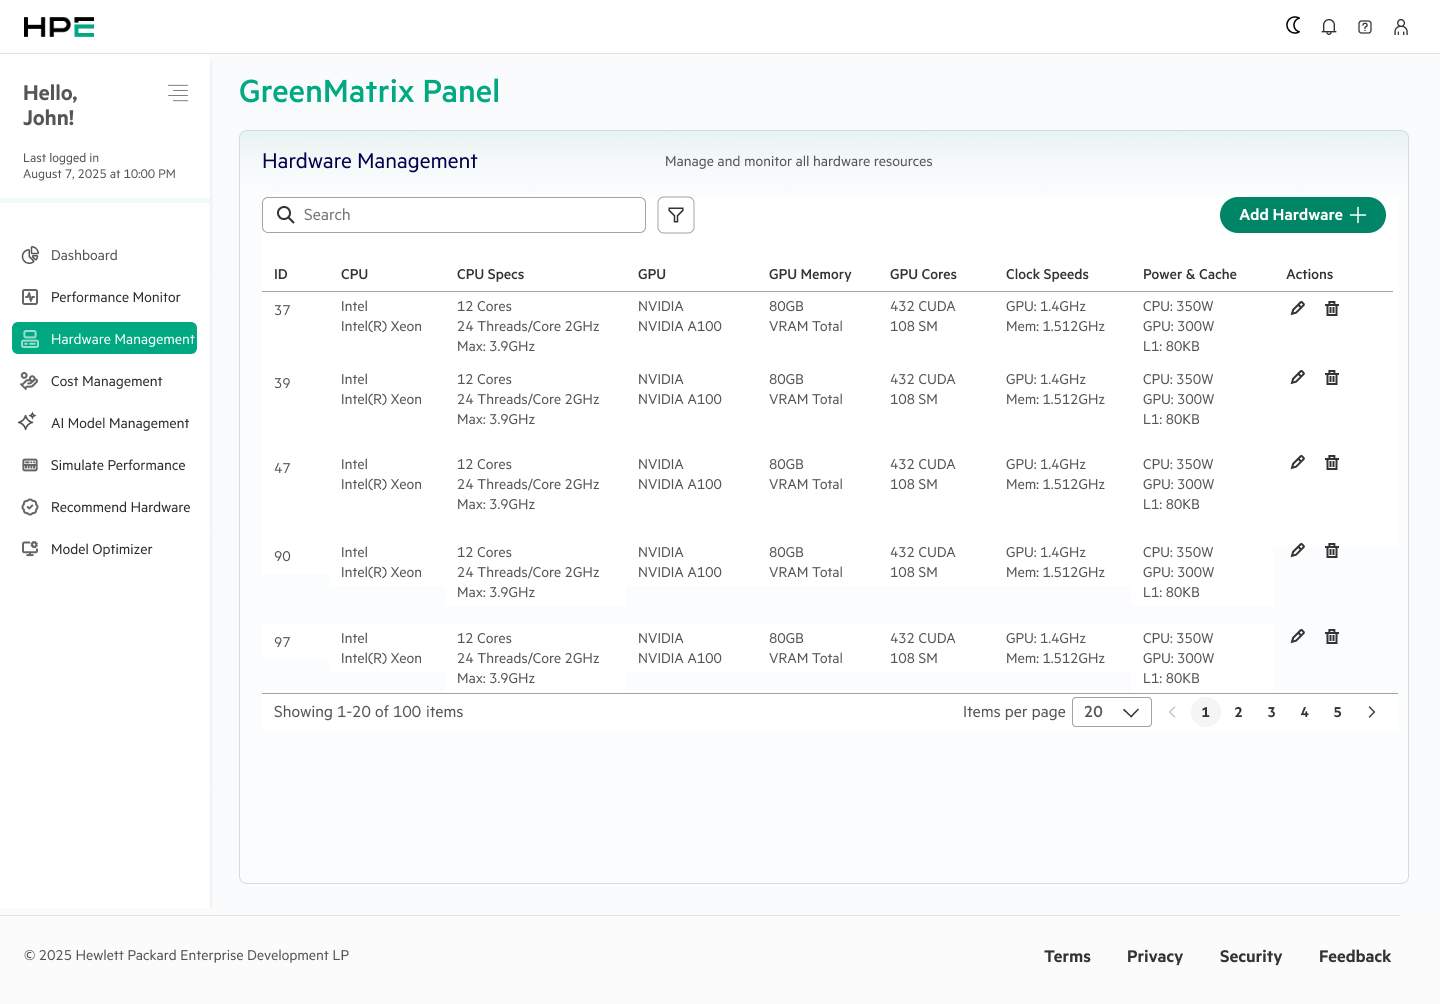 HPE
Hello,
John!
Last logged in
August 7, 2025 at 10:00 PM
Dashboard
Performance Monitor
Hardware Management
Cost Management
AI Model Management
Simulate Performance
Recommend Hardware
Model Optimizer
GreenMatrix Panel
Hardware Management
Manage and monitor all hardware resources
Search
Add Hardware
ID CPU CPU Specs GPU GPU Memory GPU Cores Clock Speeds Power & Cache Actions
37 Intel 12 Cores NVIDIA 80GB 432 CUDA GPU: 1.4GHz CPU: 350W
Intel(R) Xeon 24 Threads/Core 2GHz NVIDIA A100 VRAM Total 108 SM Mem: 1.512GHz GPU: 300W
Max: 3.9GHz L1: 80KB
39 Intel 12 Cores NVIDIA 80GB 432 CUDA GPU: 1.4GHz CPU: 350W
Intel(R) Xeon 24 Threads/Core 2GHz NVIDIA A100 VRAM Total 108 SM Mem: 1.512GHz GPU: 300W
Max: 3.9GHz L1: 80KB
47 Intel 12 Cores NVIDIA 80GB 432 CUDA GPU: 1.4GHz CPU: 350W
Intel(R) Xeon 24 Threads/Core 2GHz NVIDIA A100 VRAM Total 108 SM Mem: 1.512GHz GPU: 300W
Max: 3.9GHz L1: 80KB
90 Intel 12 Cores NVIDIA 80GB 432 CUDA GPU: 1.4GHz CPU: 350W
Intel(R) Xeon 24 Threads/Core 2GHz NVIDIA A100 VRAM Total 108 SM Mem: 1.512GHz GPU: 300W
Max: 3.9GHz L1: 80KB
97 Intel 12 Cores NVIDIA 80GB 432 CUDA GPU: 1.4GHz CPU: 350W
Intel(R) Xeon 24 Threads/Core 2GHz NVIDIA A100 VRAM Total 108 SM Mem: 1.512GHz GPU: 300W
Max: 3.9GHz L1: 80KB
Showing 1-20 of 100 items Items per page 20 1 2 3 4 5
© 2025 Hewlett Packard Enterprise Development LP Terms Privacy Security Feedback